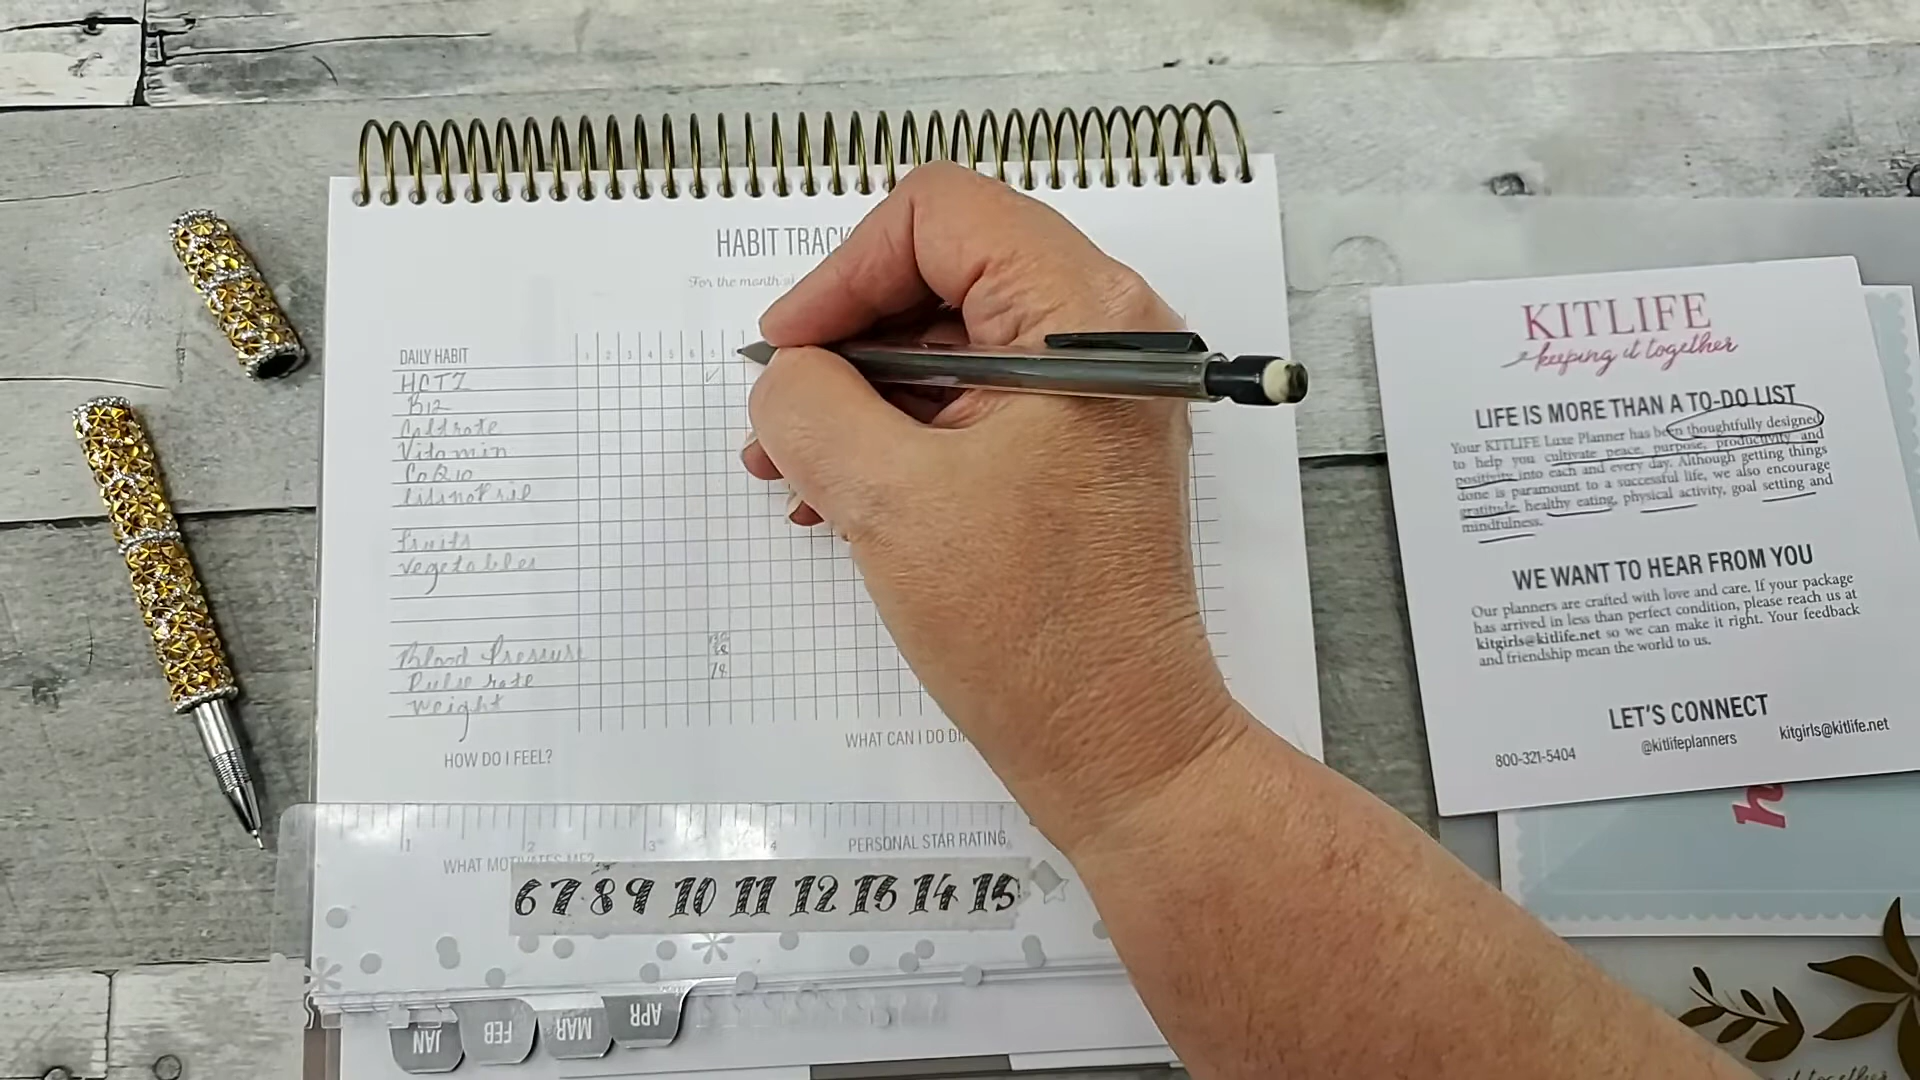 HABIT TRACK
For the month of
DAILY HABIT 1 2 3 4 5 6
HCTZ
B12
Caltrate
Vitamin
CoQ10
Lisinopril
Fruits
Vegetables
Blood Pressure
Pulse rate
Weight
HOW DO I FEEL?
WHAT CAN I DO DI
1 2 3 4
WHAT MOTIVATES ME?
PERSONAL STAR RATING
6 7 8 9 10 11 12 13 14 15
JAN FEB MAR APR
KITLIFE
keeping it together
LIFE IS MORE THAN A TO-DO LIST
Your KITLIFE Luxe Planner has been thoughtfully designed
to help you cultivate peace, purpose, productivity and
positivity into each and every day. Although getting things
done is paramount to a successful life, we also encourage
gratitude, healthy eating, physical activity, goal setting and
mindfulness.
WE WANT TO HEAR FROM YOU
Our planners are crafted with love and care. If your package
has arrived in less than perfect condition, please reach us at
kitgirls@kitlife.net so we can make it right. Your feedback
and friendship mean the world to us.
LET'S CONNECT
800-321-5404 @kitlifeplanners kitgirls@kitlife.net
h